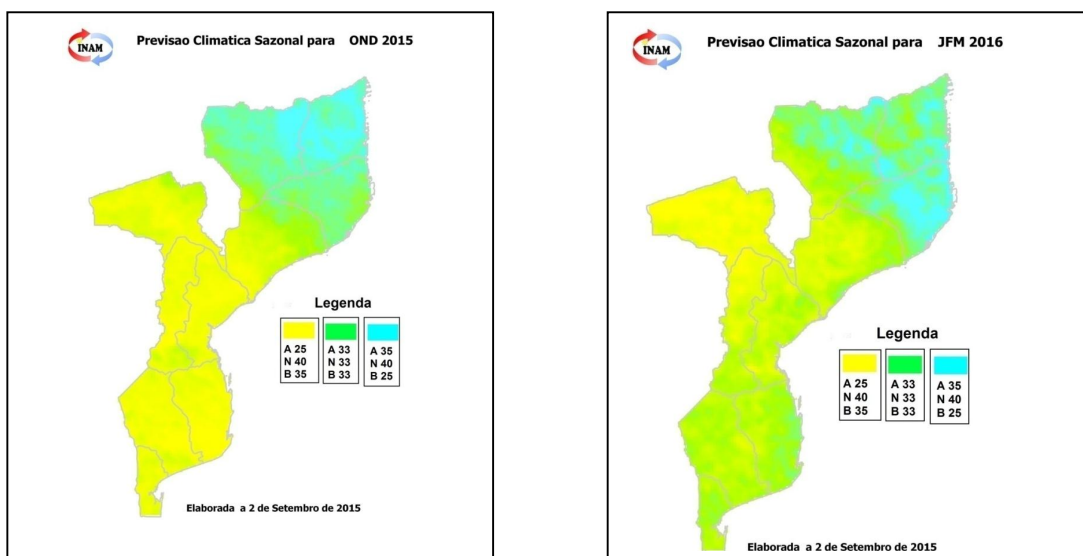 INAM
Previsao Climatica Sazonal para OND 2015
Legenda
A 25 A 33 A 35
N 40 N 33 N 40
B 35 B 33 B 25
Elaborada a 2 de Setembro de 2015
INAM
Previsao Climatica Sazonal para JFM 2016
Legenda
A 25 A 33 A 35
N 40 N 33 N 40
B 35 B 33 B 25
Elaborada a 2 de Setembro de 2015